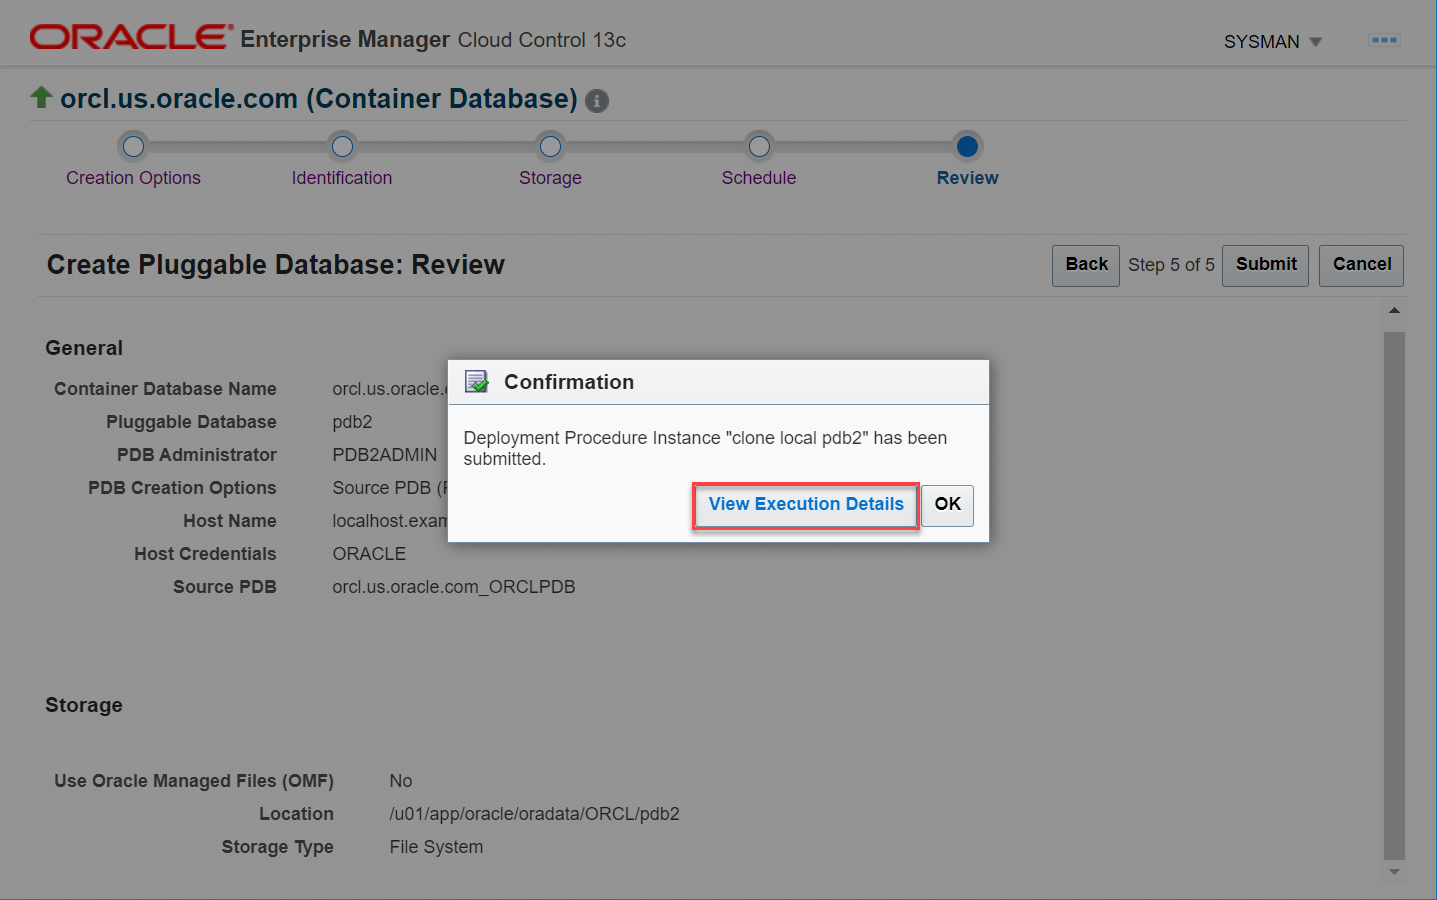 ORACLE Enterprise Manager Cloud Control 13c
SYSMAN
orcl.us.oracle.com (Container Database)
Creation Options
Identification
Storage
Schedule
Review
Create Pluggable Database: Review
Back
Step 5 of 5
Submit
Cancel
General
Container Database Name
orcl.us.oracle.
Pluggable Database
pdb2
PDB Administrator
PDB2ADMIN
PDB Creation Options
Source PDB
Host Name
localhost.exam
Host Credentials
ORACLE
Source PDB
orcl.us.oracle.com_ORCLPDB
Confirmation
Deployment Procedure Instance "clone local pdb2" has been
submitted.
View Execution Details
OK
Storage
Use Oracle Managed Files (OMF)
No
Location
/u01/app/oracle/oradata/ORCL/pdb2
Storage Type
File System